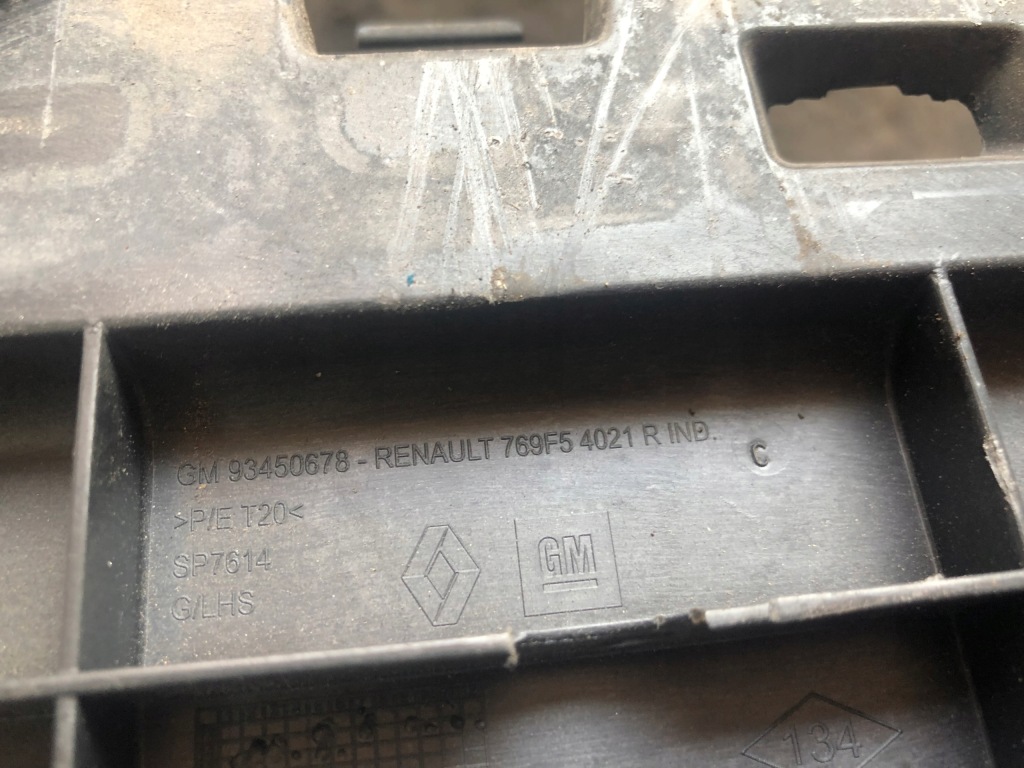 GM 93450678 - RENAULT 769F5 4021 R IND.
C
>P/E T20<
SP7614
G/LHS
GM
134